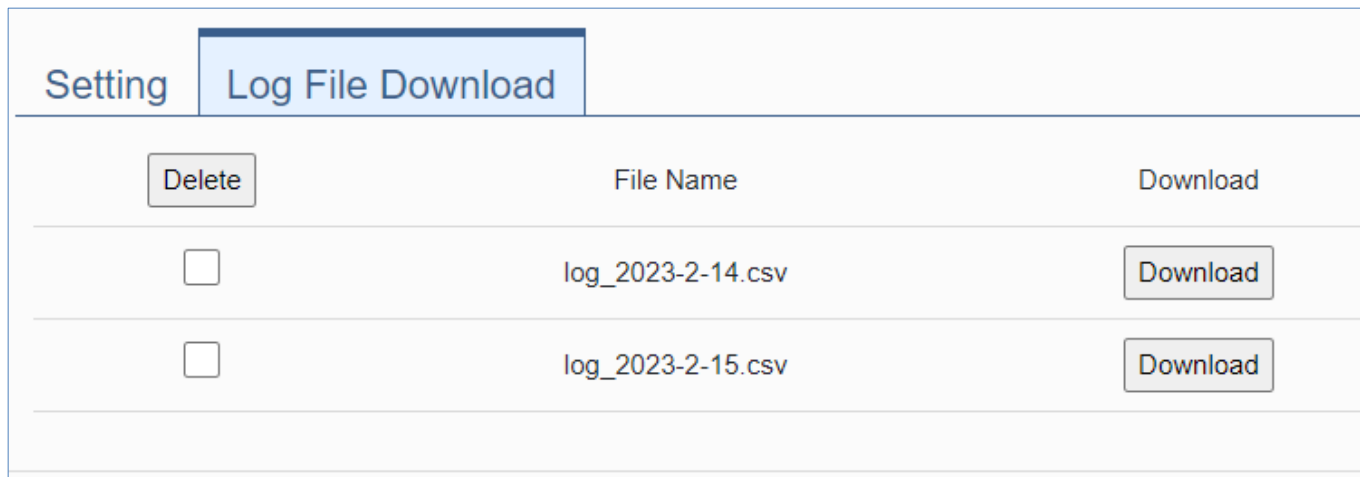 Setting Log File Download
Delete File Name Download
log_2023-2-14.csv Download
log_2023-2-15.csv Download